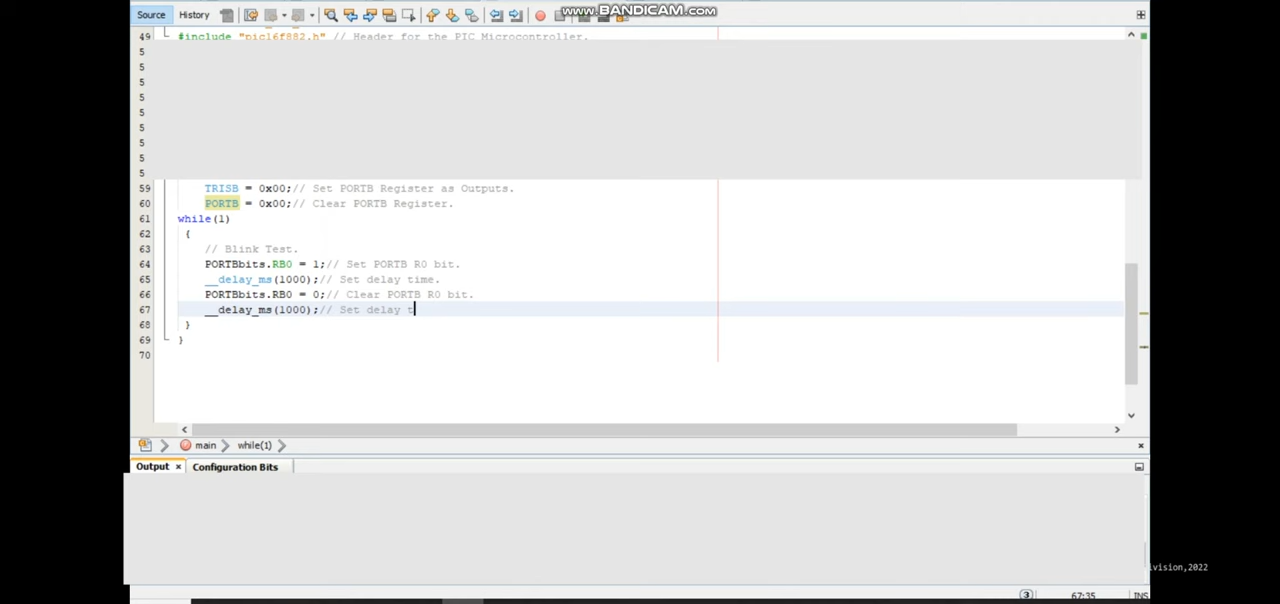 WWW.BANDICAM.COM
Source History
49 #include "pic16f882.h" // Header for the PIC Microcontroller.
5
5
5
5
5
5
5
5
5
59 TRISB = 0x00;// Set PORTB Register as Outputs.
60 PORTB = 0x00;// Clear PORTB Register.
61 while(1)
62 {
63 // Blink Test.
64 PORTBbits.RB0 = 1;// Set PORTB R0 bit.
65 __delay_ms(1000);// Set delay time.
66 PORTBbits.RB0 = 0;// Clear PORTB R0 bit.
67 __delay_ms(1000);// Set delay t
68 }
69 }
70
main while(1)
Output Configuration Bits
ivision,2022
3 67:35 INS